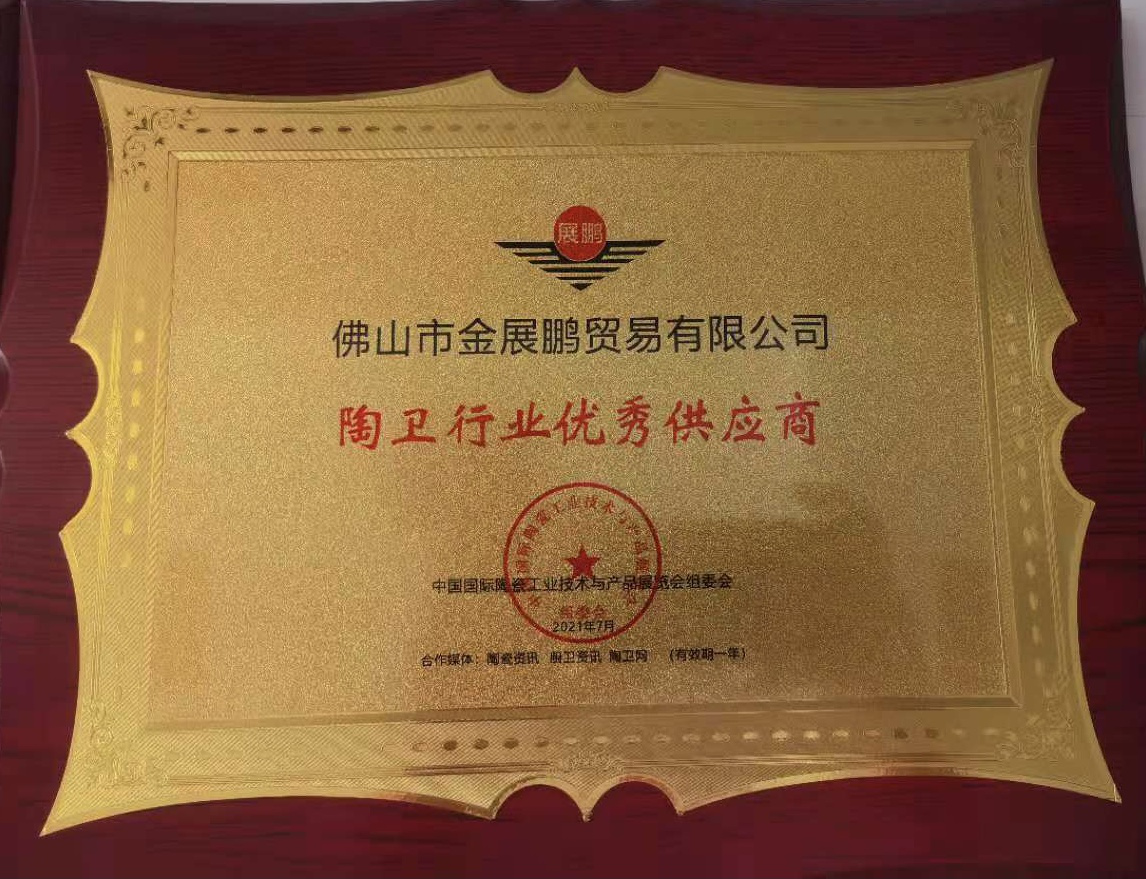 展鹏
佛山市金展鹏贸易有限公司
陶卫行业优秀供应商
中国国际陶瓷工业技术与产品展览会组委会
2021年7月
合作媒体：陶瓷资讯 厨卫资讯 陶卫网 （有效期一年）